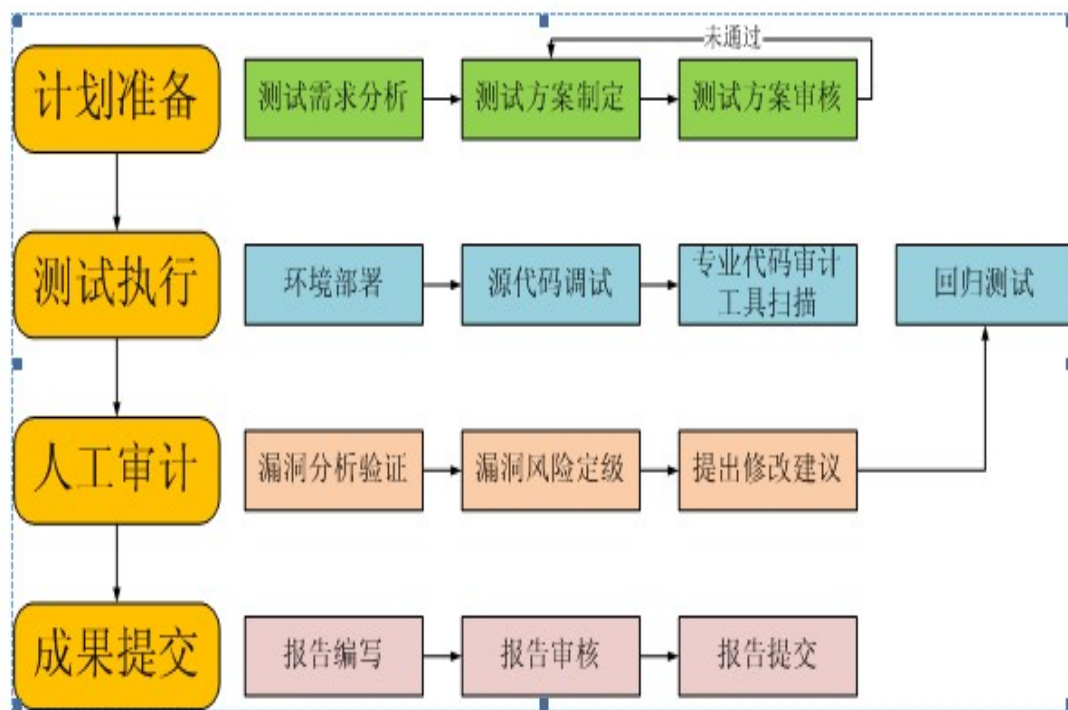 未通过
计划准备
测试需求分析
测试方案制定
测试方案审核
测试执行
环境部署
源代码调试
专业代码审计
工具扫描
回归测试
人工审计
漏洞分析验证
漏洞风险定级
提出修改建议
成果提交
报告编写
报告审核
报告提交